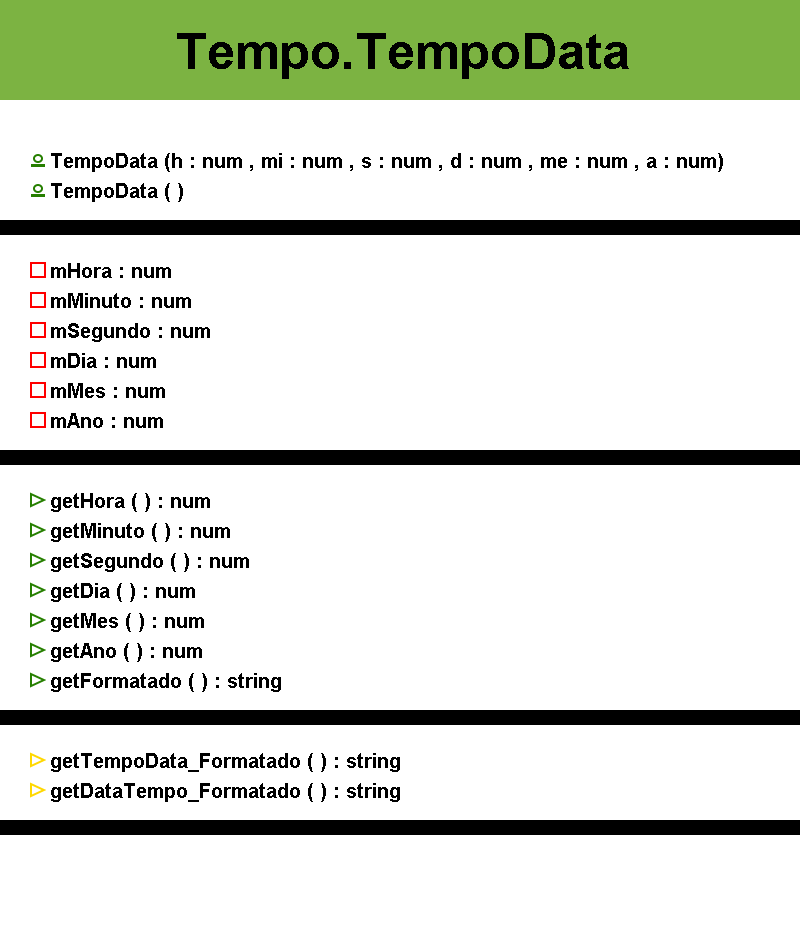 Tempo.TempoData
TempoData (h : num , mi : num , s : num , d : num , me : num , a : num)
TempoData ( )
mHora : num
mMinuto : num
mSegundo : num
mDia : num
mMes : num
mAno : num
getHora ( ) : num
getMinuto ( ) : num
getSegundo ( ) : num
getDia ( ) : num
getMes ( ) : num
getAno ( ) : num
getFormatado ( ) : string
getTempoData_Formatado ( ) : string
getDataTempo_Formatado ( ) : string